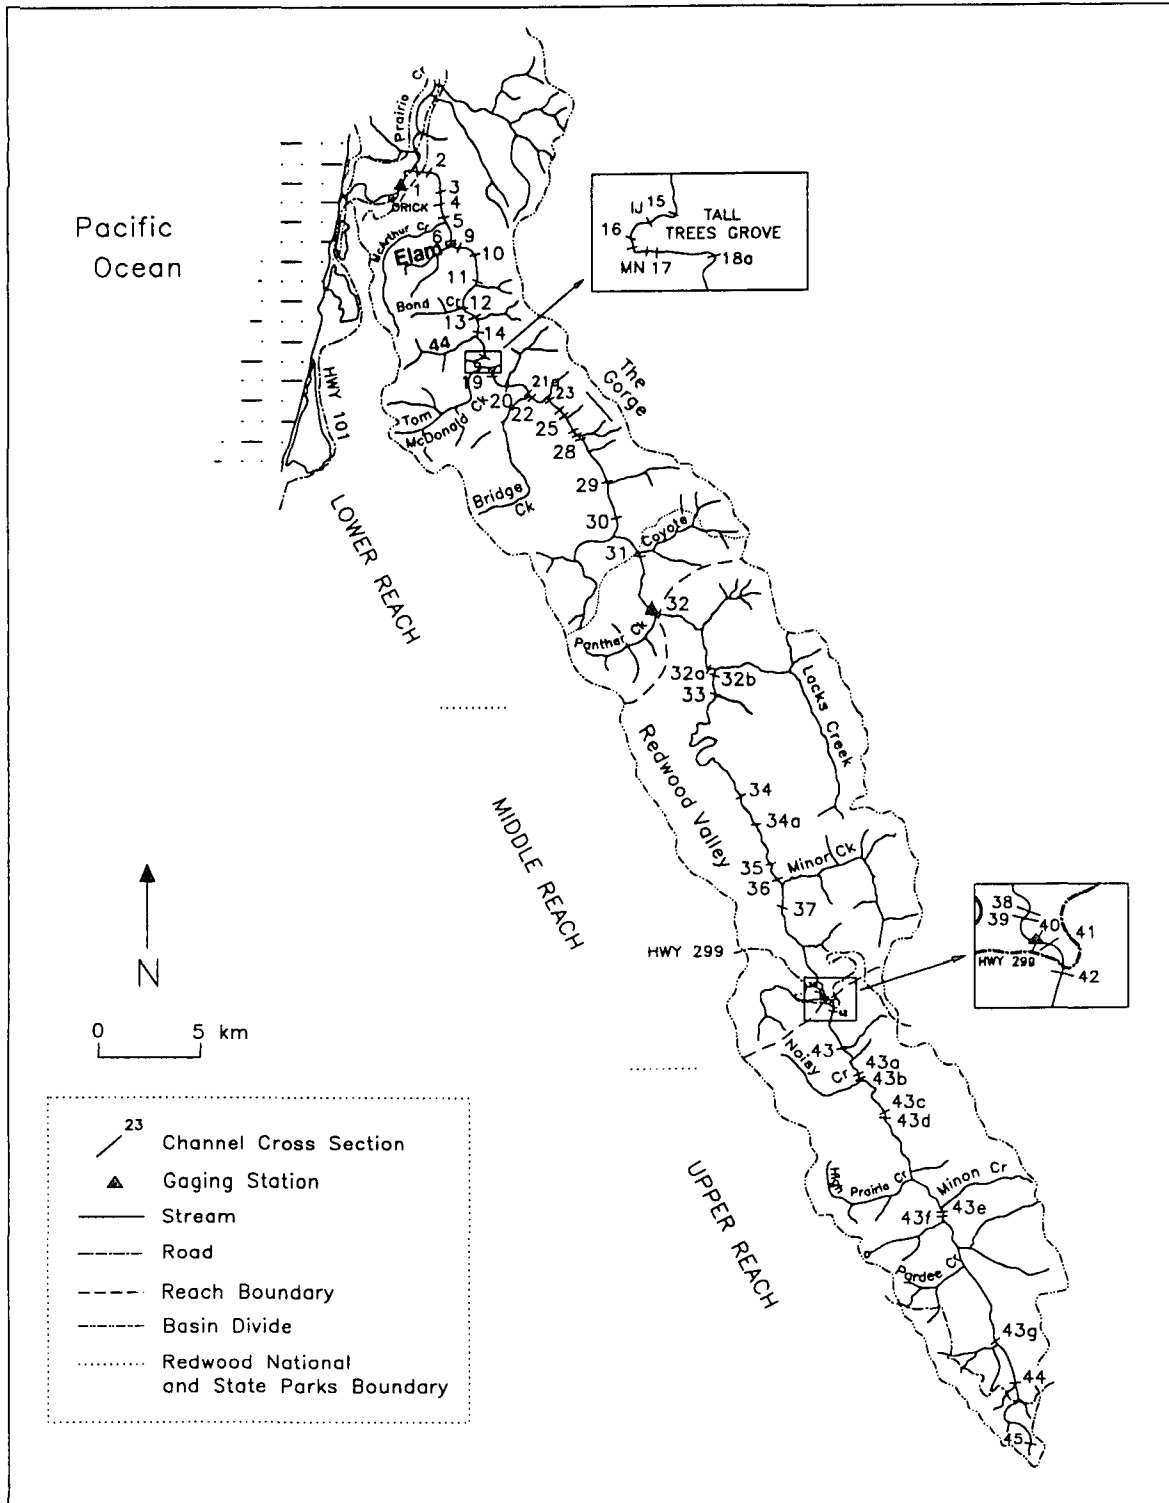 Prairio Cr
2
1
ORICK
3
4
5
McArthur Cr
6
9
Elam
10
11
Bond Cr
12
13
14
44
19
Pacific
Ocean
HWY 101
IJ 15
16
TALL
TREES GROVE
MN 17
18a
The
Gorge
20
21a
23
22
25
28
Tom
McDonald Ck
Bridge
Ck
29
30
31
Coyote
LOWER REACH
32
Panther Ck
32a
32b
33
Lacks
Creek
Redwood Valley
34
34a
MIDDLE REACH
35
Minor Ck
36
37
HWY 299
38
39
40
41
HWY 299
42
N
0 5 km
43
Noisy
Cr
43a
43b
43c
43d
UPPER REACH
High
Prairie Cr
Minon Cr
43e
43f
Pardee Cr
43g
44
45
23
Channel Cross Section
Gaging Station
Stream
Road
Reach Boundary
Basin Divide
Redwood National
and State Parks Boundary